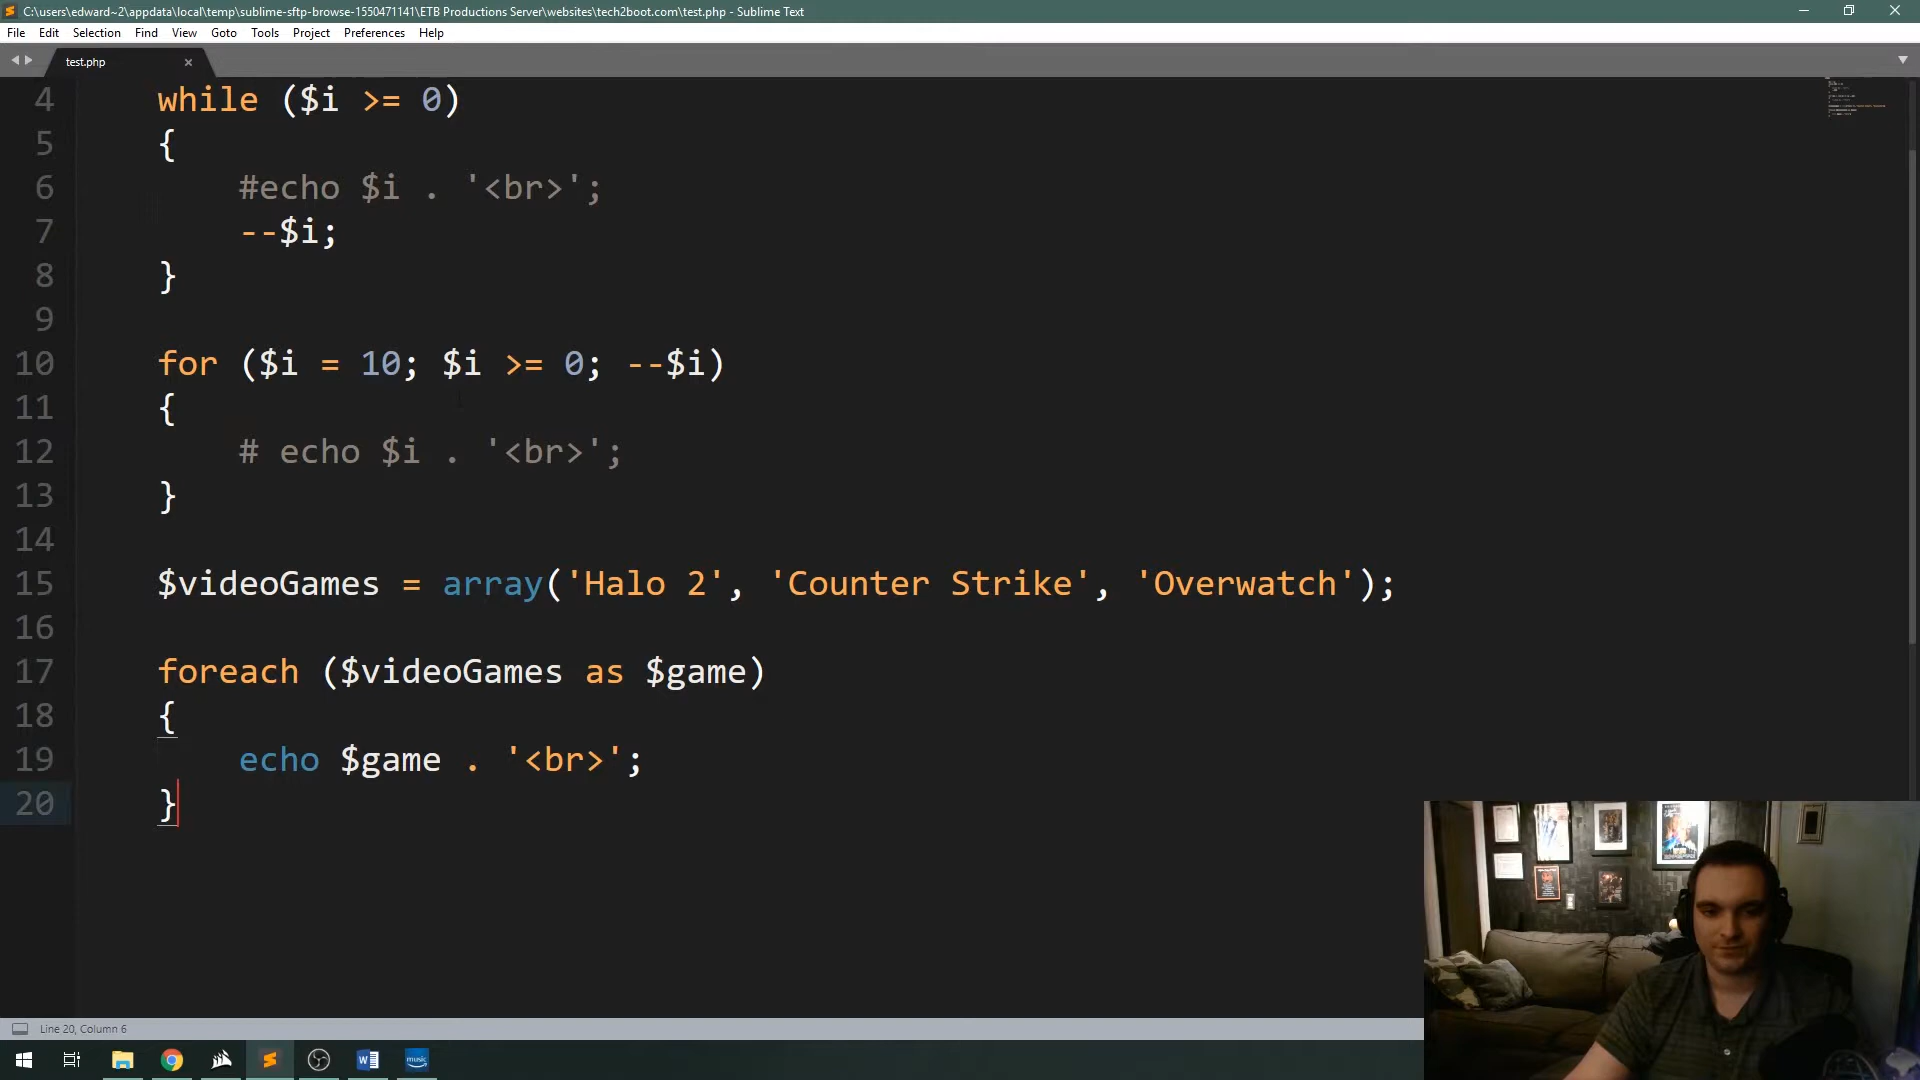 C:\users\edward~2\appdata\local\temp\sublime-sftp-browse-1550471141\ETB Productions Server\websites\tech2boot.com\test.php - Sublime Text
File Edit Selection Find View Goto Tools Project Preferences Help
test.php
4 while ($i >= 0)
5 {
6 #echo $i . '<br>';
7 --$i;
8 }
9
10 for ($i = 10; $i >= 0; --$i)
11 {
12 # echo $i . '<br>';
13 }
14
15 $videoGames = array('Halo 2', 'Counter Strike', 'Overwatch');
16
17 foreach ($videoGames as $game)
18 {
19 echo $game . '<br>';
20 }
Line 20, Column 6
music